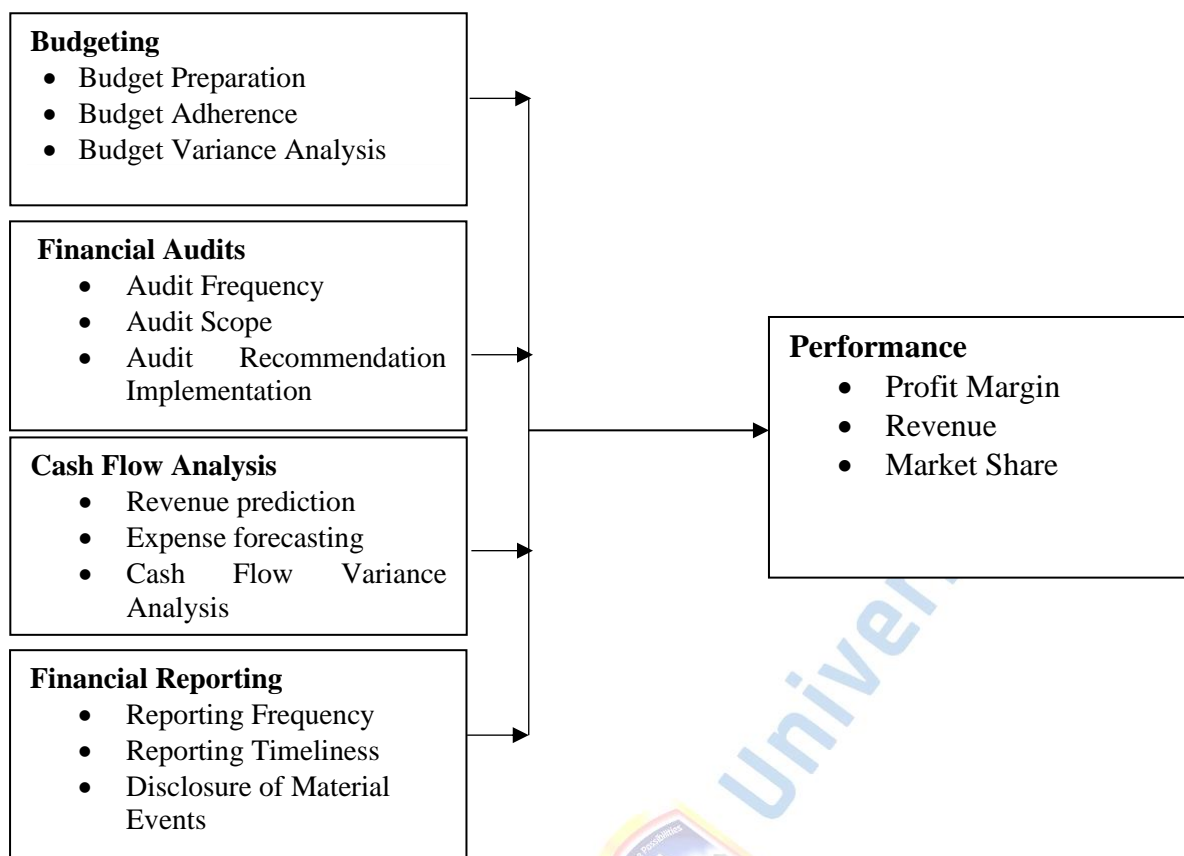 Budgeting
• Budget Preparation
• Budget Adherence
• Budget Variance Analysis
Financial Audits
• Audit Frequency
• Audit Scope
• Audit Recommendation
Implementation
Cash Flow Analysis
• Revenue prediction
• Expense forecasting
• Cash Flow Variance
Analysis
Financial Reporting
• Reporting Frequency
• Reporting Timeliness
• Disclosure of Material
Events
Performance
• Profit Margin
• Revenue
• Market Share
Univer
Possibilities